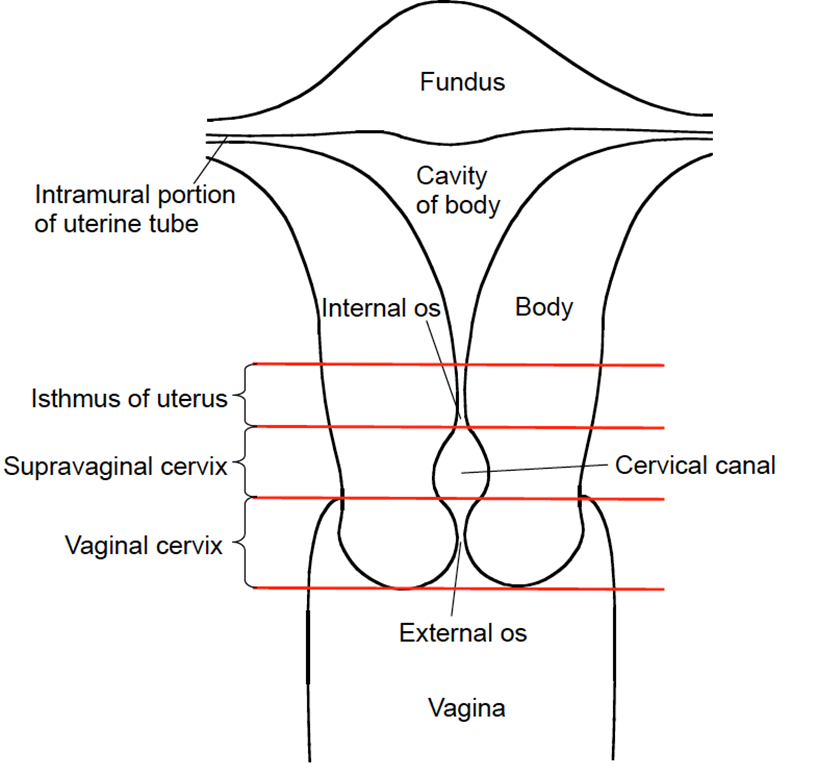 Fundus
Intramural portion
of uterine tube
Cavity
of body
Internal os
Body
Isthmus of uterus
Supravaginal cervix
Cervical canal
Vaginal cervix
External os
Vagina